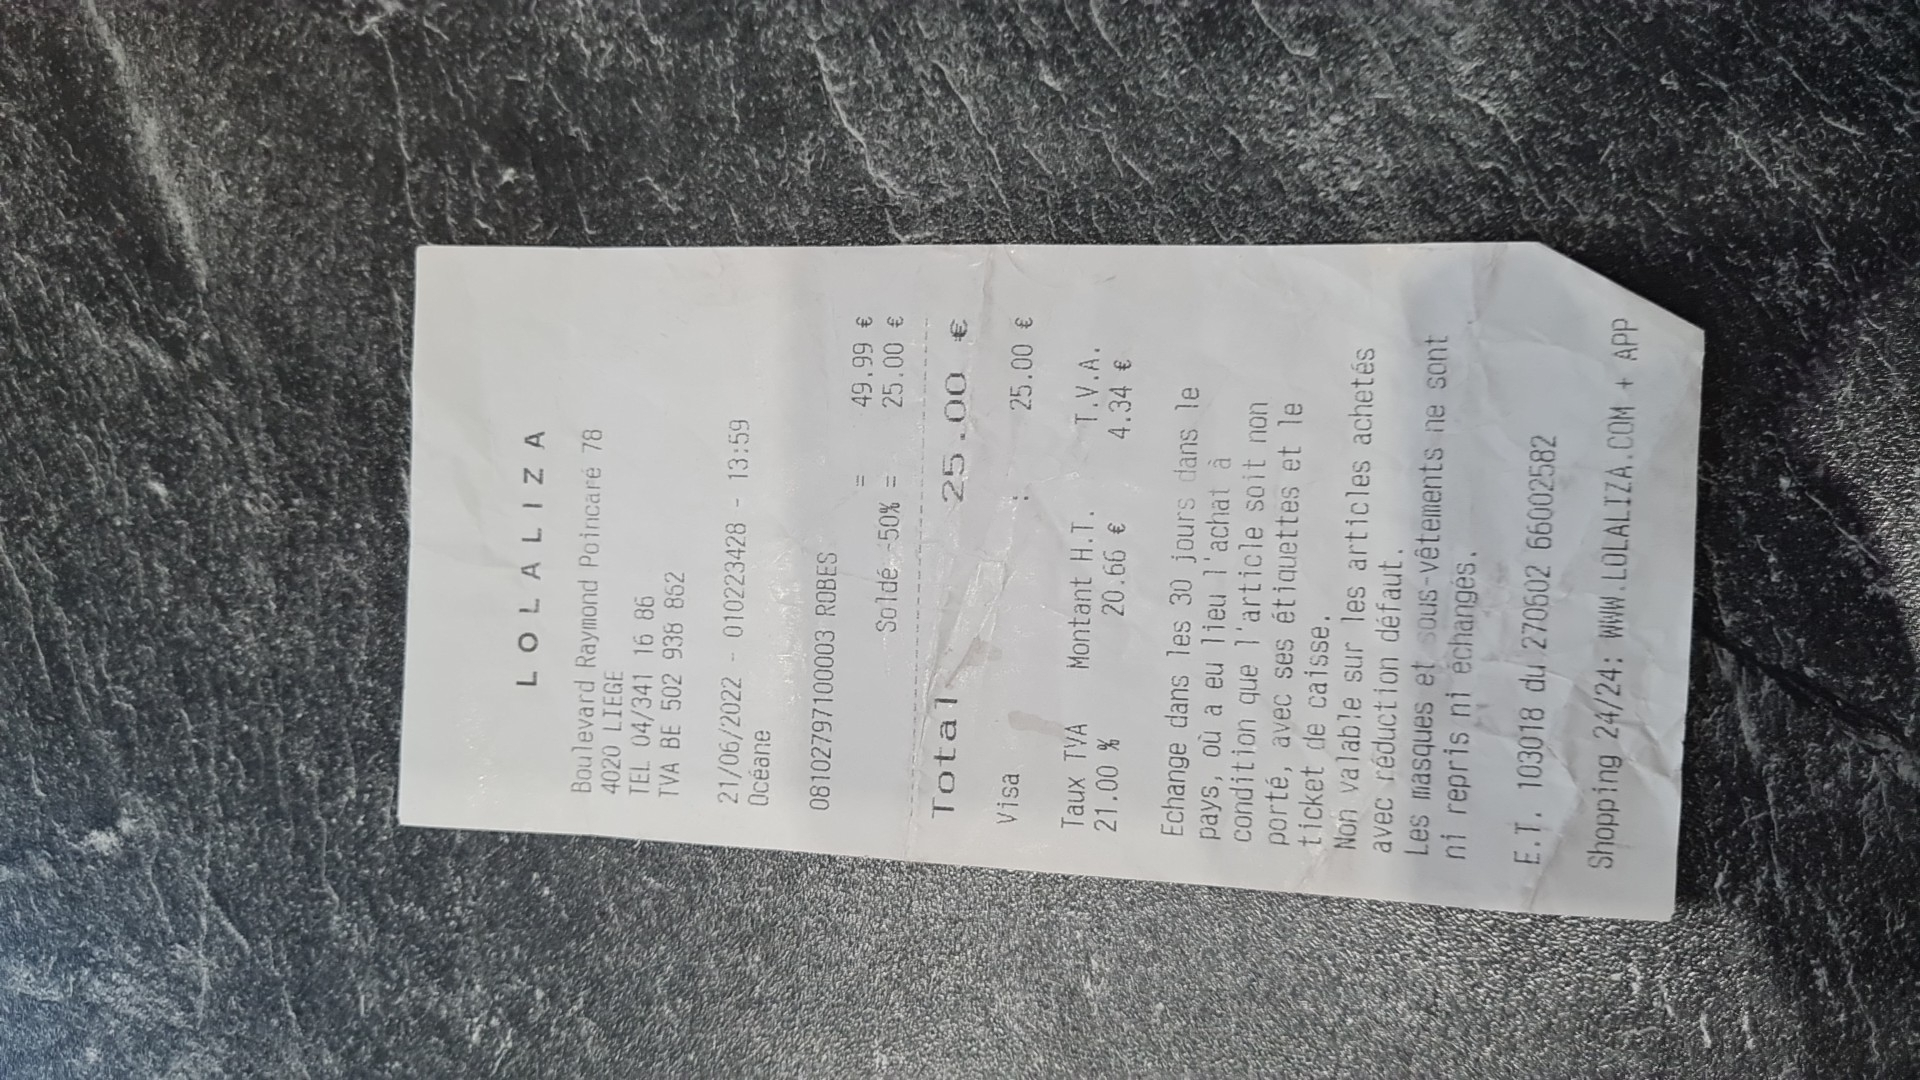 LOLALIZA
Boulevard Raymond Poincaré 78
4020 LIEGE
TEL 04/341 16 86
TVA BE 502 938 862
21/06/2022 - 0102223428 - 13:59
Océane
08102797100003 ROBES
= 49.99 €
Soldé -50% = 25.00 €
Total 25.00 €
Visa : 25.00 €
Taux TVA Montant H.T. T.V.A.
21.00 % 20.66 € 4.34 €
Echange dans les 30 jours dans le
pays, où a eu lieu l'achat à
condition que l'article soit non
porté, avec ses étiquettes et le
ticket de caisse.
Non valable sur les articles achetés
avec réduction défaut.
Les masques et sous-vêtements ne sont
ni repris ni échangés.
E.T. 103018 du 270502 66002582
Shopping 24/24: WWW.LOLALIZA.COM + APP